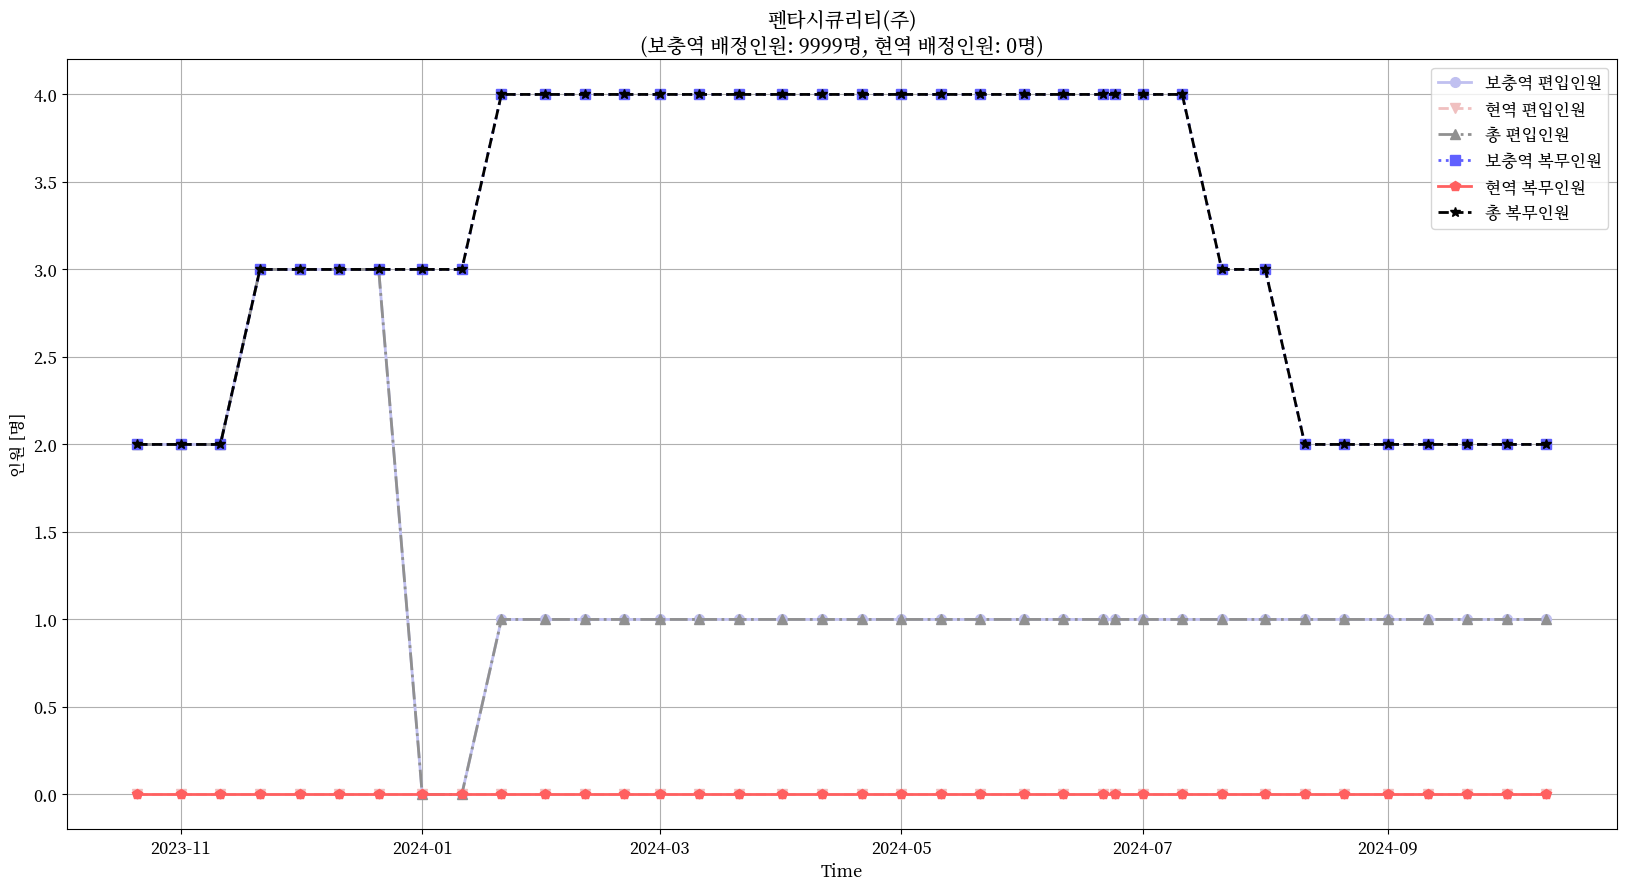 펜타시큐리티(주)
(보충역 배정인원: 9999명, 현역 배정인원: 0명)
보충역 편입인원
현역 편입인원
총 편입인원
보충역 복무인원
현역 복무인원
총 복무인원
인원 [명]
4.0
3.5
3.0
2.5
2.0
1.5
1.0
0.5
0.0
2023-11
2024-01
2024-03
2024-05
2024-07
2024-09
Time